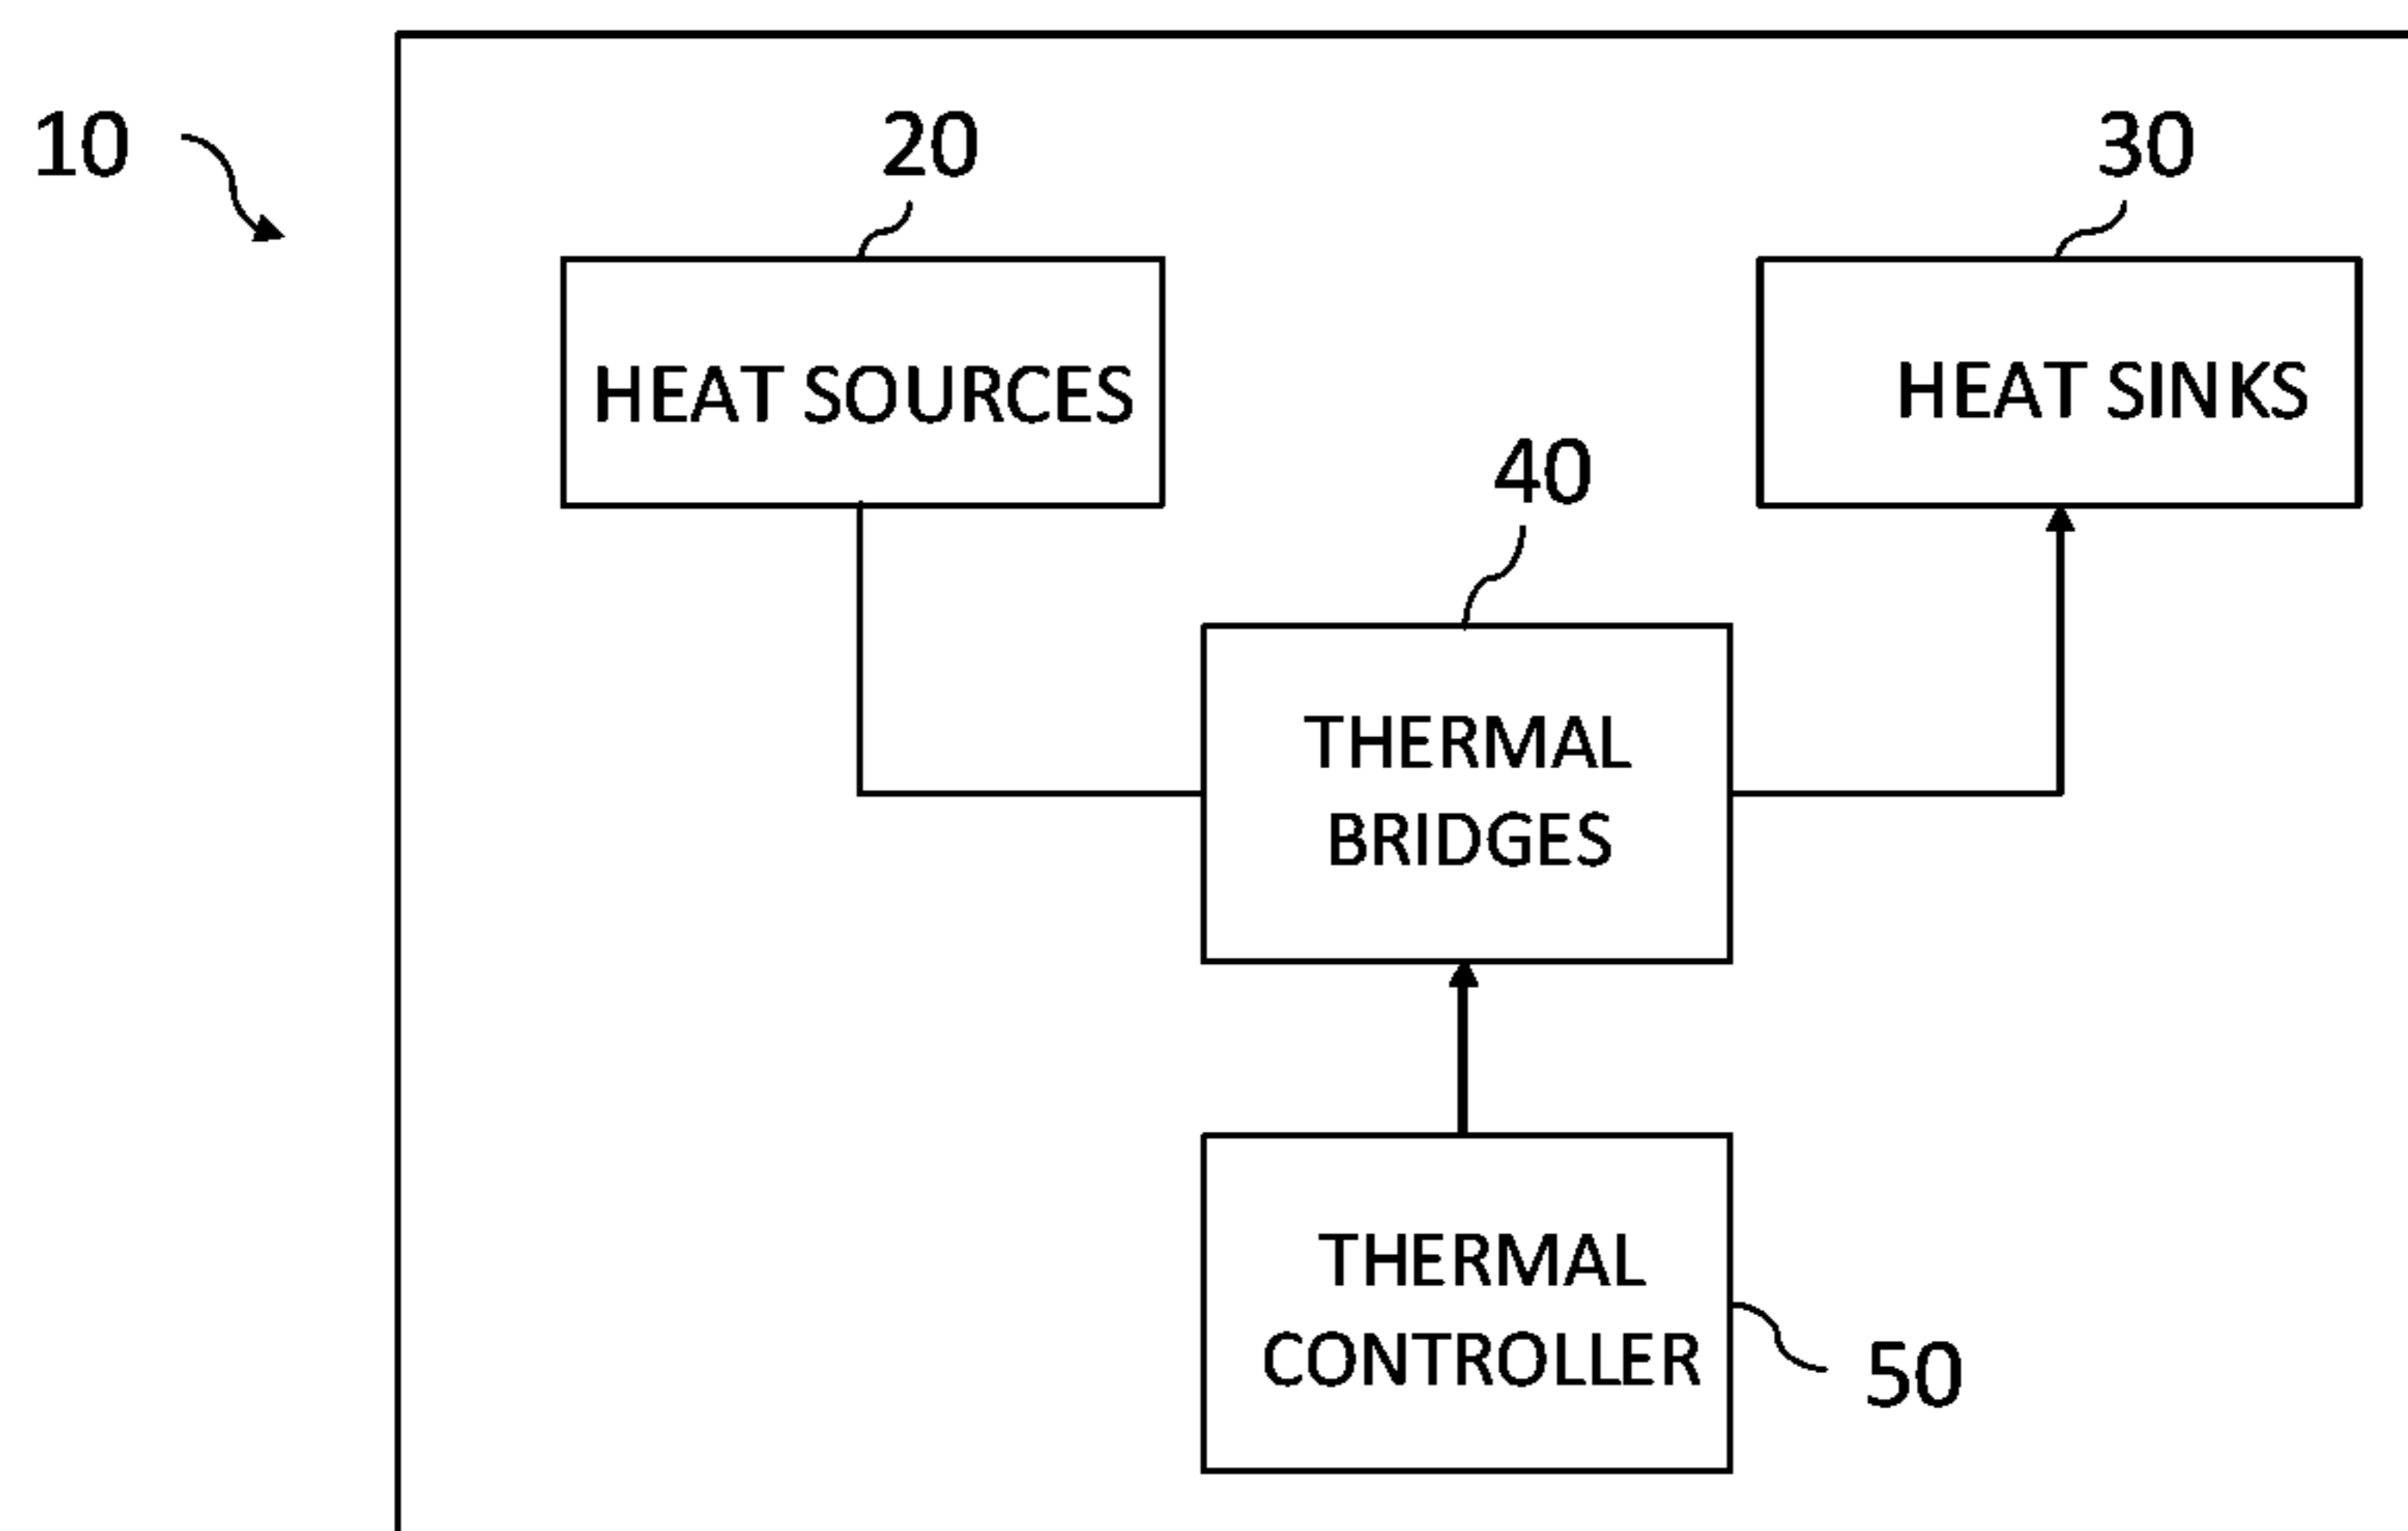 10
20
30
HEAT SOURCES
HEAT SINKS
40
THERMAL
BRIDGES
THERMAL
CONTROLLER
50